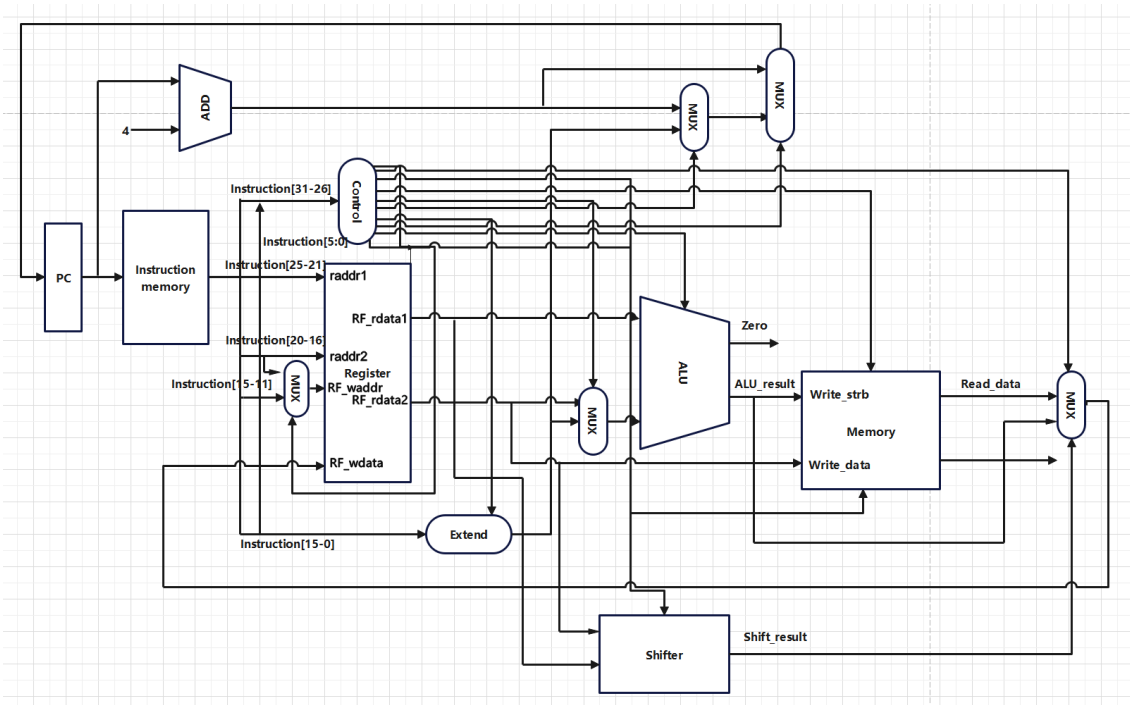 MUX
ADD
MUX
4
Control
Instruction[31-26]
Instruction[5:0]
Instruction[25-21]
PC
Instruction
memory
raddr1
RF_rdata1
Zero
Instruction[20-16]
raddr2
Register
ALU
Instruction[15-11]
MUX
RF_waddr
RF_rdata2
MUX
ALU_result
Write_strb
Read_data
MUX
Memory
RF_wdata
Write_data
Extend
Instruction[15-0]
Shift_result
Shifter